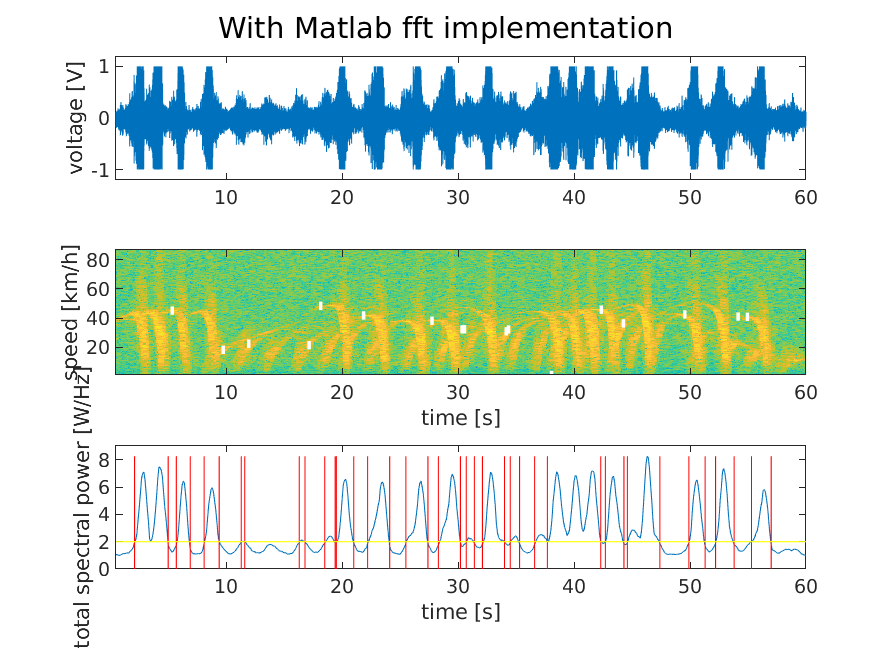 With Matlab fft implementation
voltage [V]
1
0
-1
10 20 30 40 50 60
speed [km/h]
80
60
40
20
10 20 30 40 50 60
time [s]
total spectral power [W/Hz]
8
6
4
2
0
10 20 30 40 50 60
time [s]